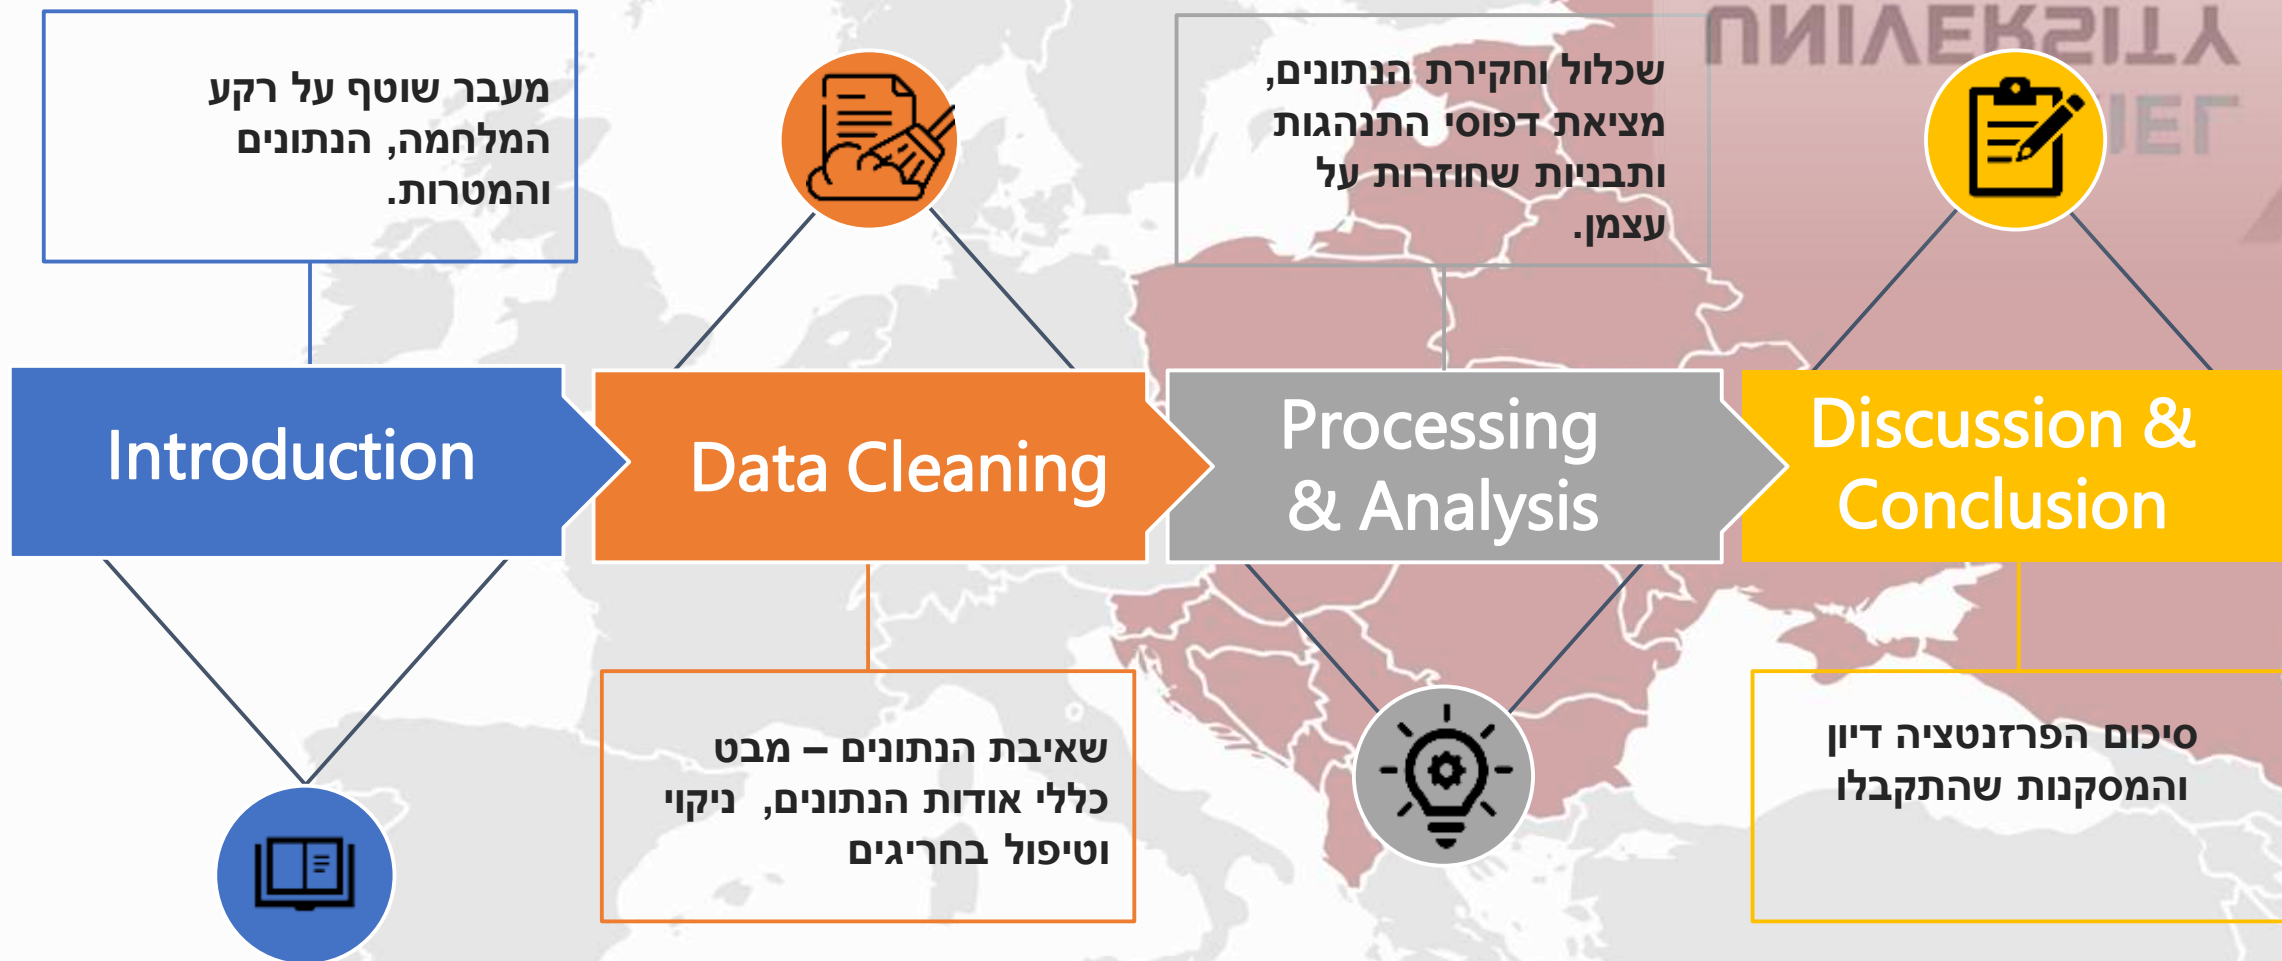 מעבר שוטף על רקע
המלחמה, הנתונים
והמטרות.
שכלול וחקירת הנתונים,
מציאת דפוסי התנהגות
ותבניות שחוזרות על
עצמן.
UNIVERSITY
Introduction
Data Cleaning
Processing
& Analysis
Discussion &
Conclusion
שאיבת הנתונים – מבט
כללי אודות הנתונים, ניקוי
וטיפול בחריגים
סיכום הפרזנטציה דיון
והמסקנות שהתקבלו